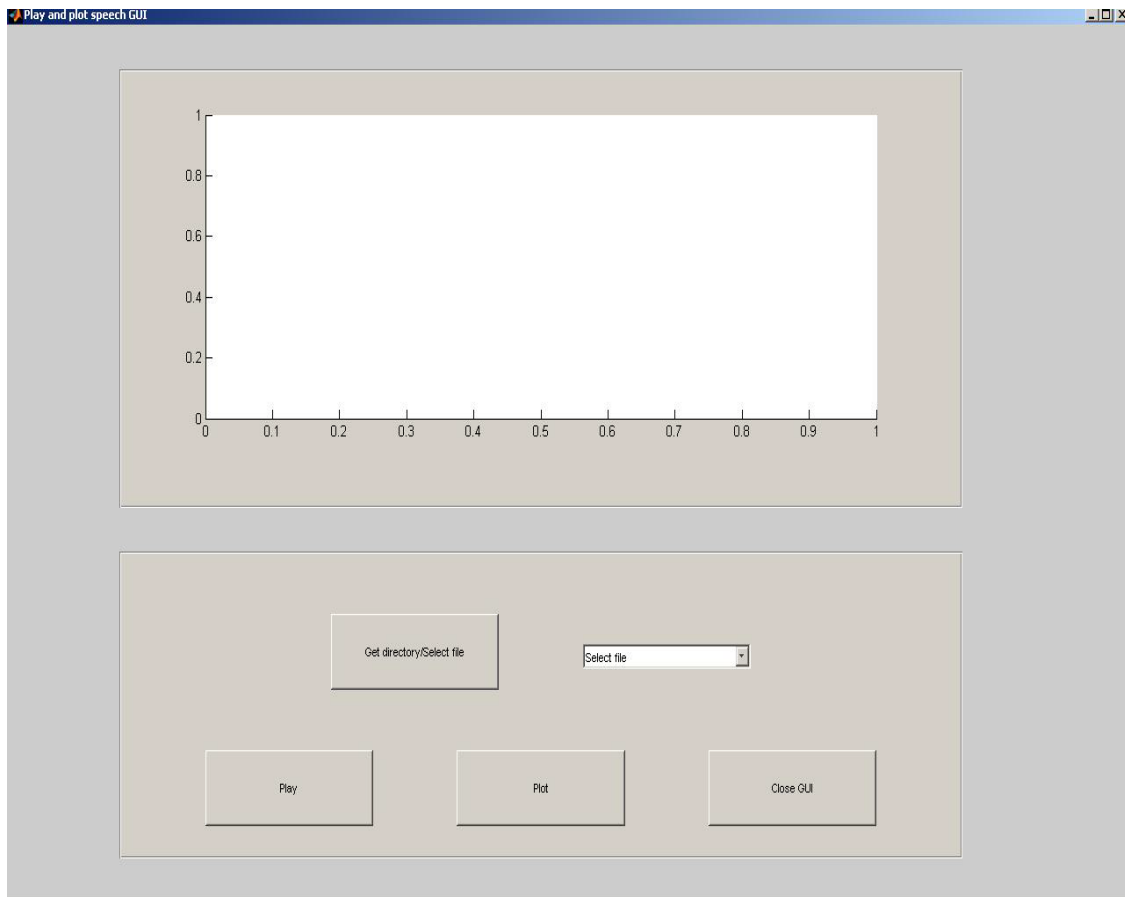 Play and plot speech GUI
1
0.8
0.6
0.4
0.2
0
0 0.1 0.2 0.3 0.4 0.5 0.6 0.7 0.8 0.9 1
Get directory/Select file
Select file
Play Plot Close GUI